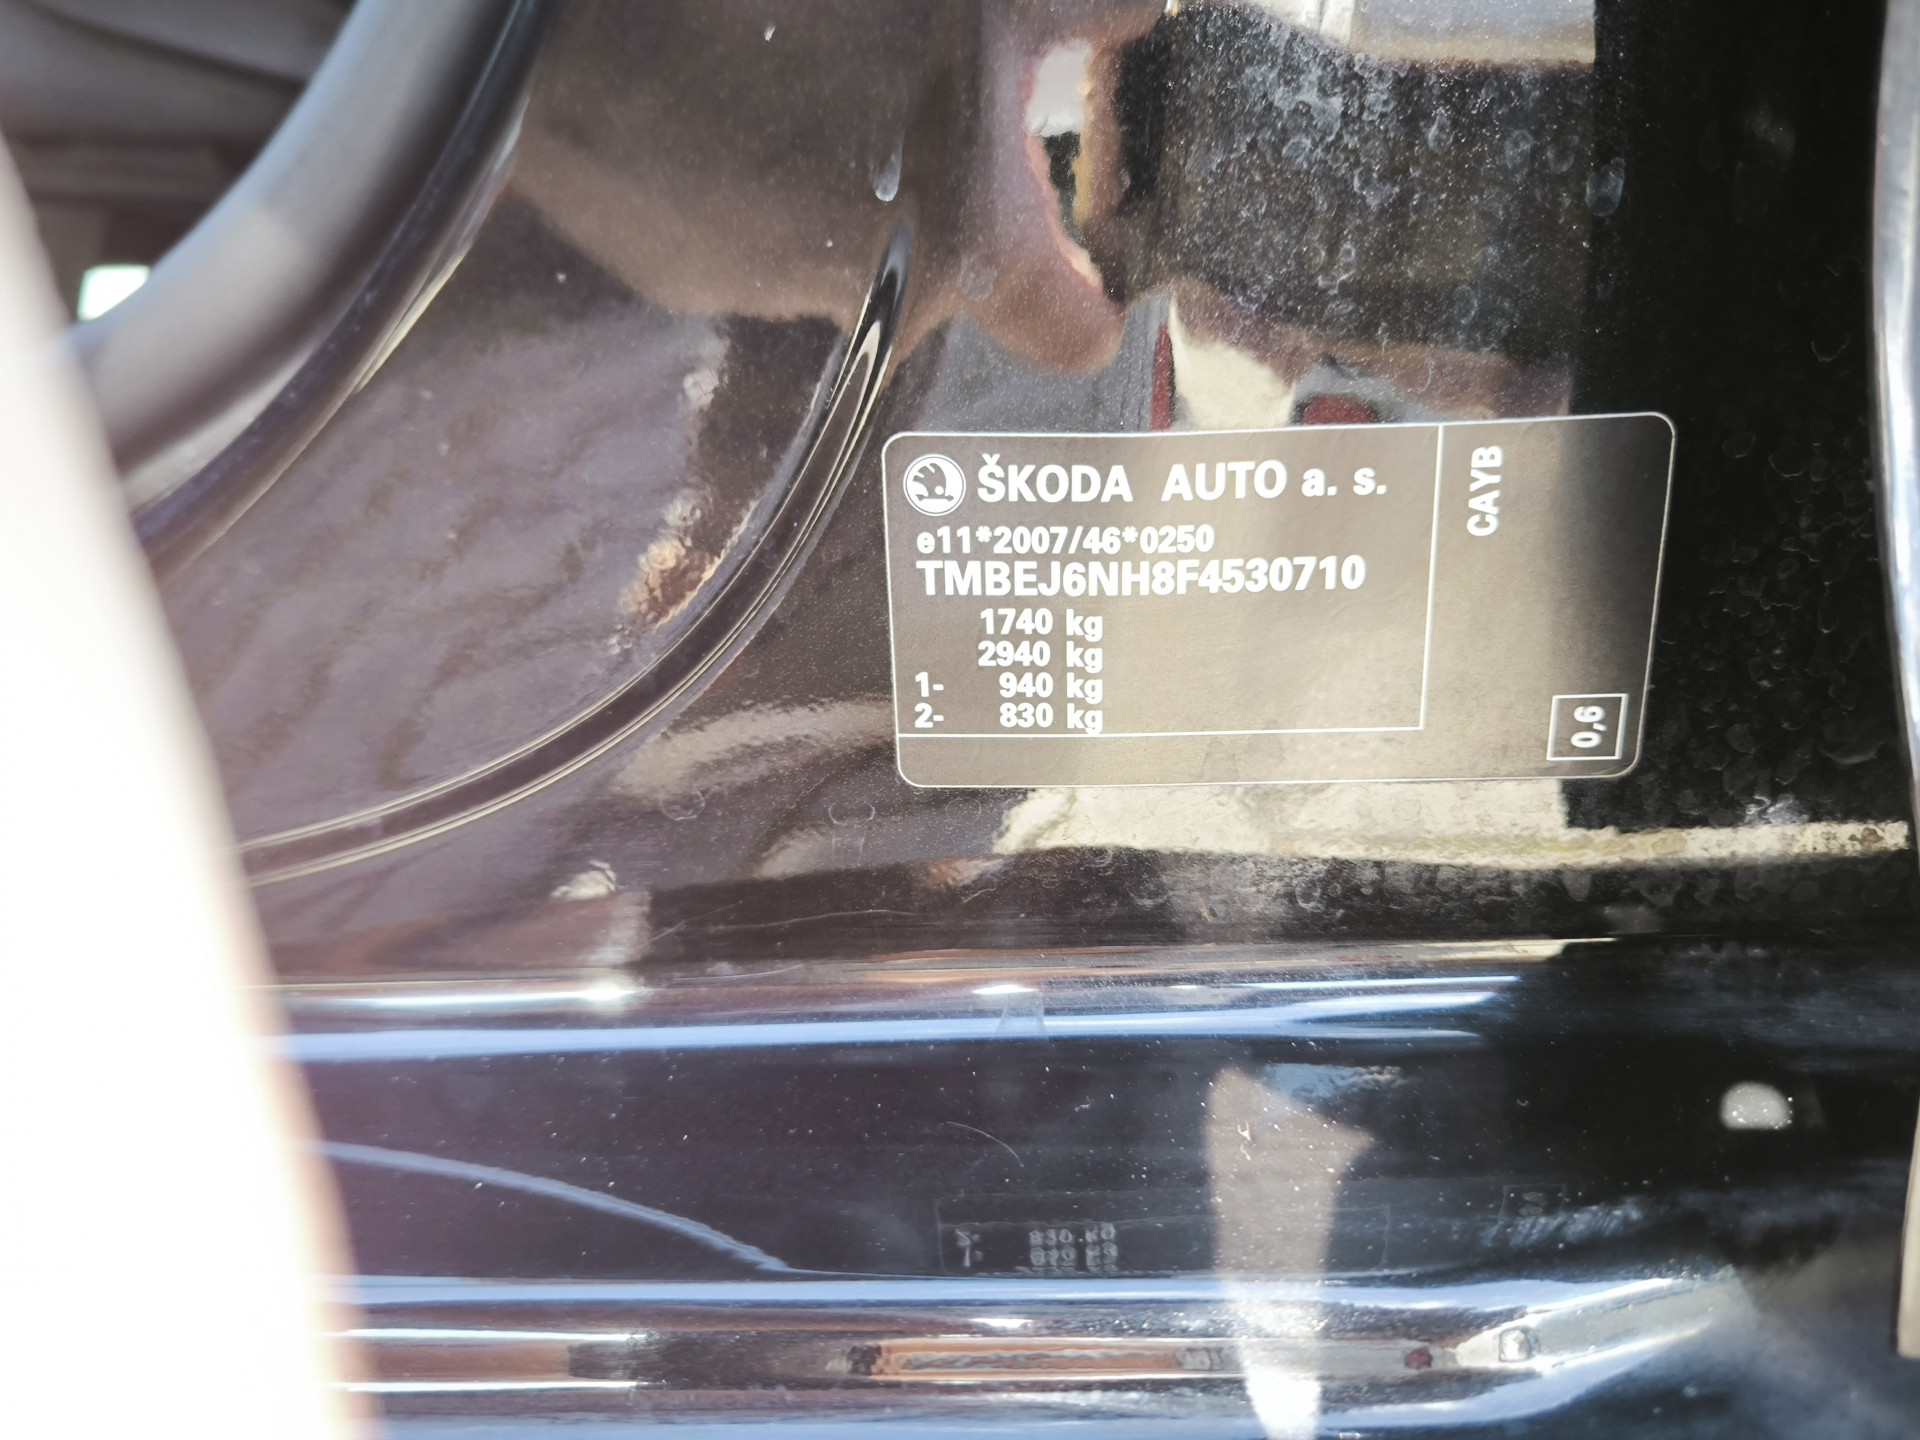 ŠKODA AUTO a. s.
e11*2007/46*0250
TMBEJ6NH8F4530710
1740 kg
2940 kg
1- 940 kg
2- 830 kg
CAYB
0,6